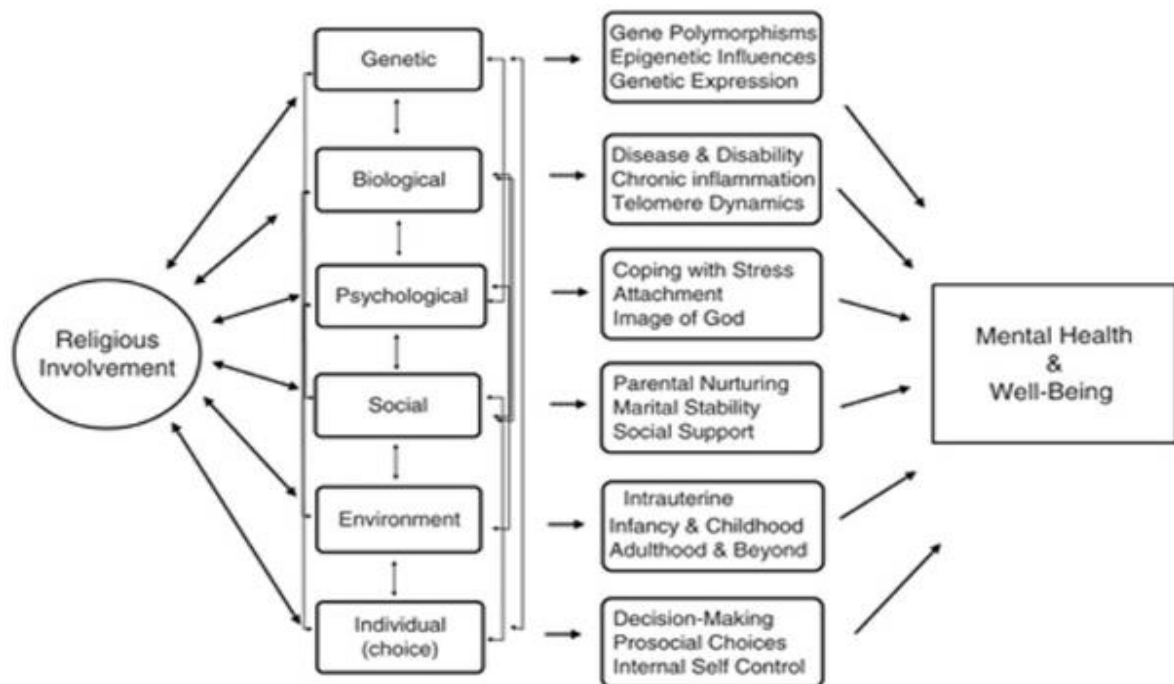 Religious
Involvement
Genetic
Biological
Psychological
Social
Environment
Individual
(choice)
Gene Polymorphisms
Epigenetic Influences
Genetic Expression
Disease & Disability
Chronic inflammation
Telomere Dynamics
Coping with Stress
Attachment
Image of God
Parental Nurturing
Marital Stability
Social Support
Intrauterine
Infancy & Childhood
Adulthood & Beyond
Decision-Making
Prosocial Choices
Internal Self Control
Mental Health
&
Well-Being